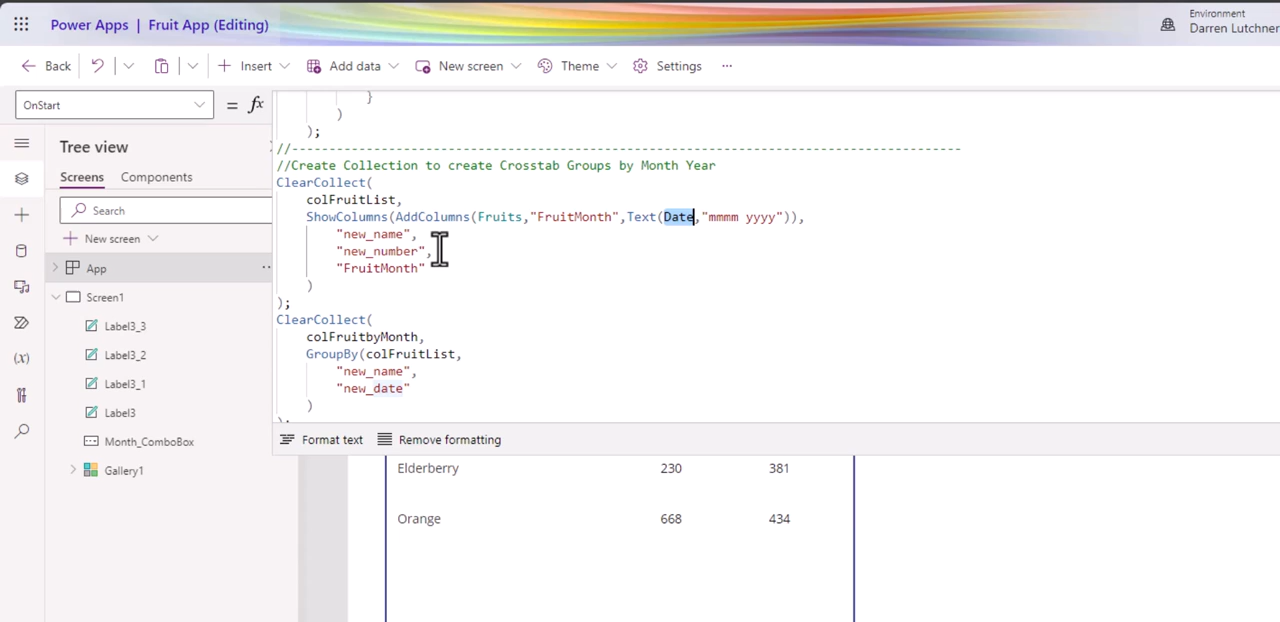 Power Apps | Fruit App (Editing)
Environment
Darren Lutchner
Back
Insert
Add data
New screen
Theme
Settings
OnStart
= fx
}
)
);
//-----------------------------------------------------------------------------------------
//Create Collection to create Crosstab Groups by Month Year
ClearCollect(
colFruitList,
ShowColumns(AddColumns(Fruits,"FruitMonth",Text(Date,"mmmm yyyy")),
"new_name",
"new_number",
"FruitMonth"
)
);
ClearCollect(
colFruitbyMonth,
GroupBy(colFruitList,
"new_name",
"new_date"
)
Tree view
Screens
Components
Search
New screen
App
Screen1
Label3_3
Label3_2
Label3_1
Label3
Month_ComboBox
Gallery1
Format text
Remove formatting
Elderberry 230 381
Orange 668 434